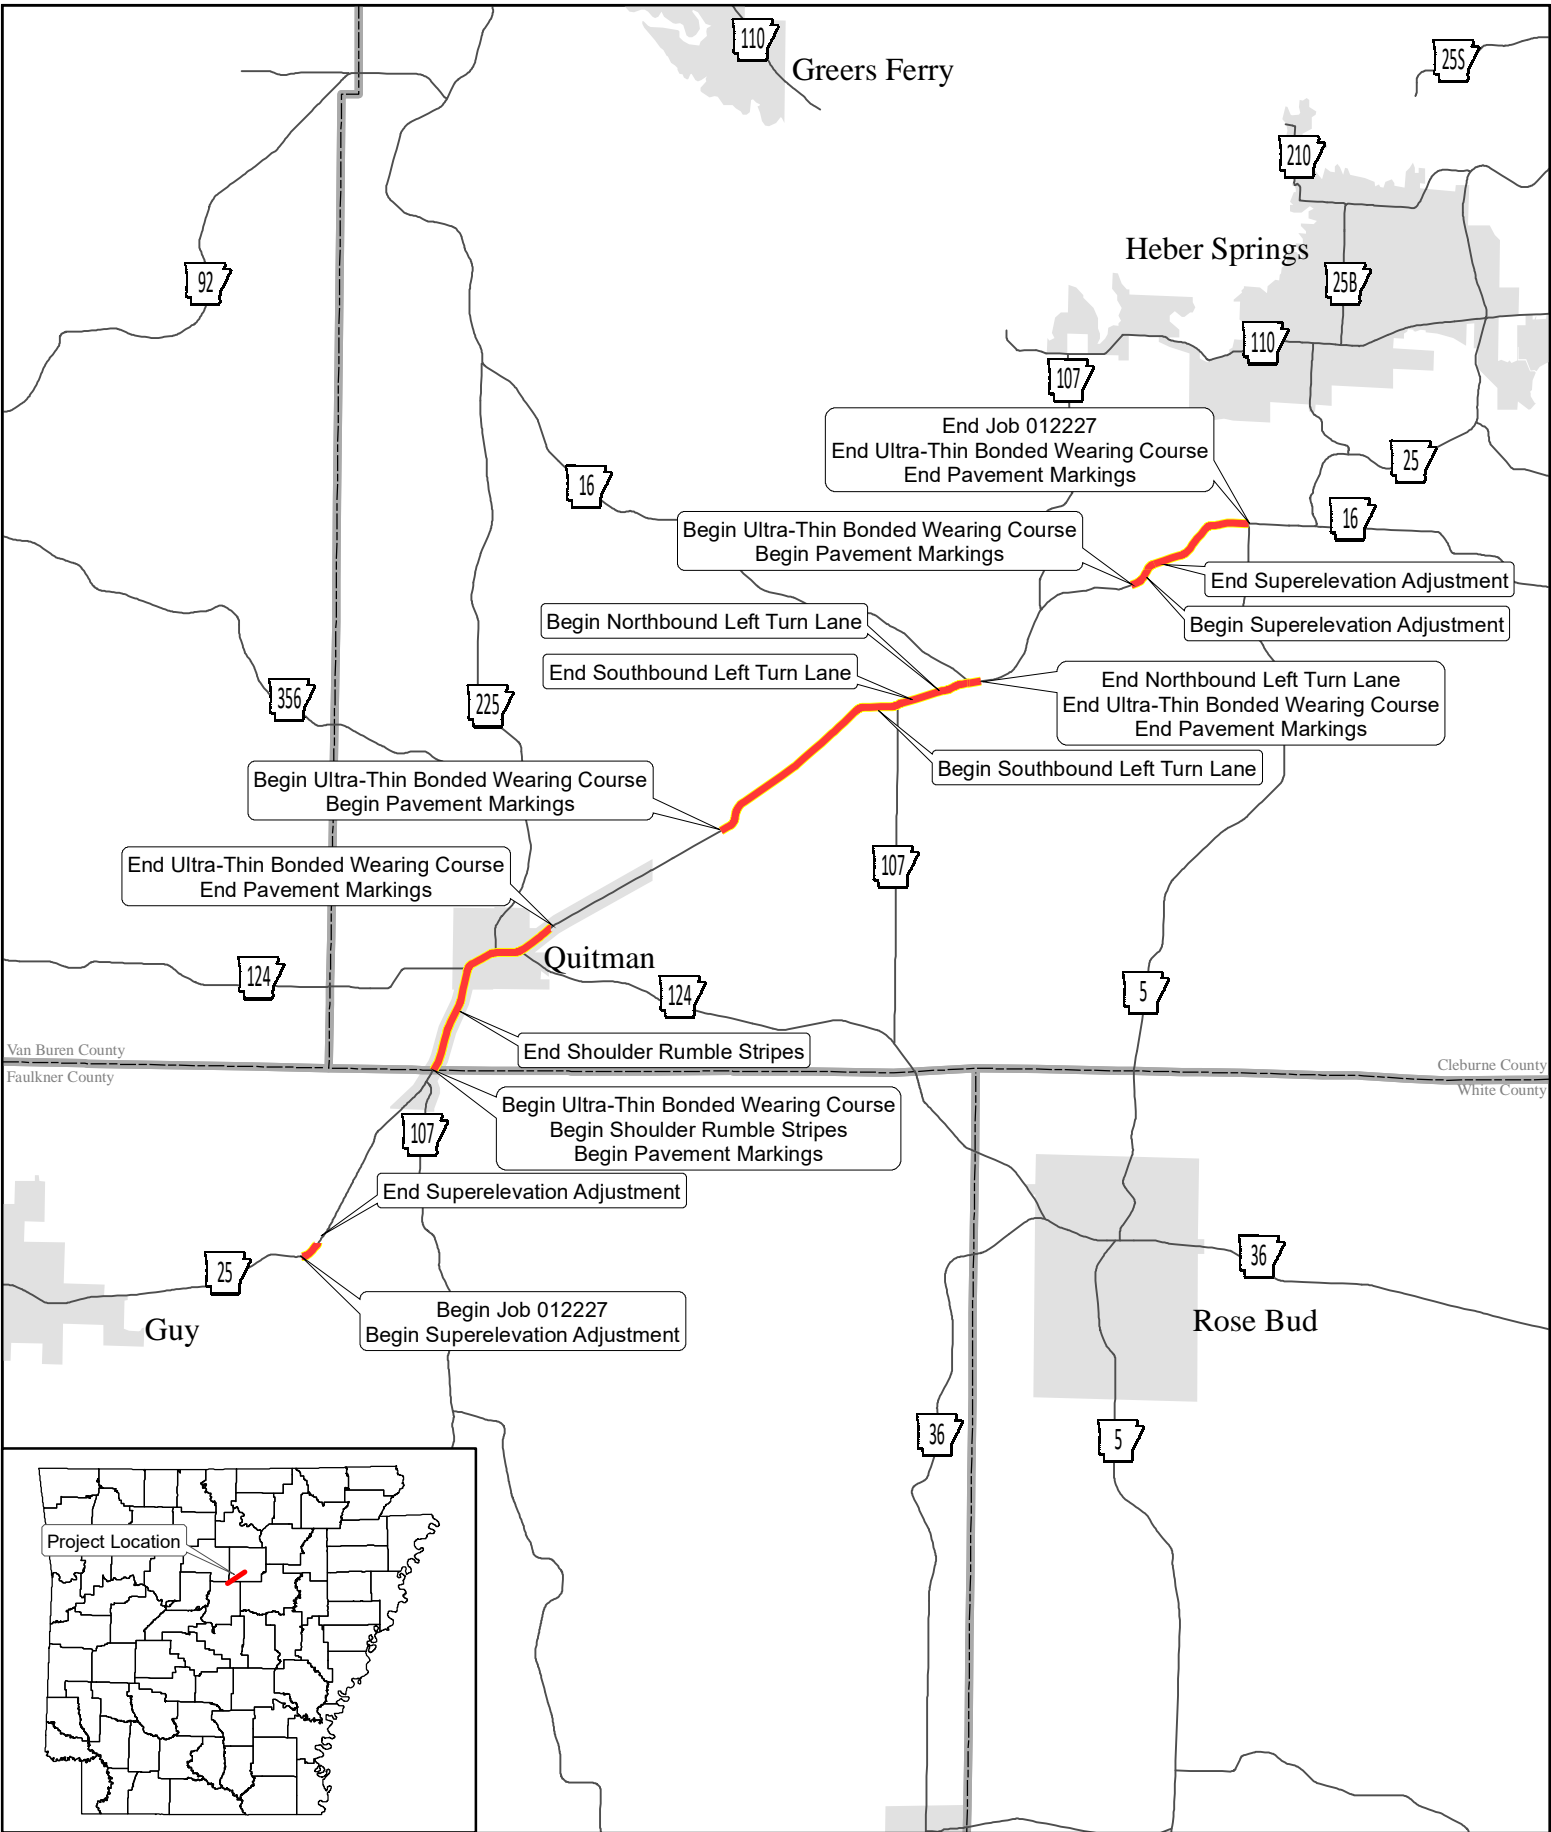 110
Greers Ferry
25S
210
Heber Springs
92
25B
110
107
End Job 012227
End Ultra-Thin Bonded Wearing Course
End Pavement Markings
25
16
16
Begin Ultra-Thin Bonded Wearing Course
Begin Pavement Markings
End Superelevation Adjustment
Begin Northbound Left Turn Lane
Begin Superelevation Adjustment
End Southbound Left Turn Lane
End Northbound Left Turn Lane
End Ultra-Thin Bonded Wearing Course
End Pavement Markings
356
225
Begin Southbound Left Turn Lane
Begin Ultra-Thin Bonded Wearing Course
Begin Pavement Markings
107
End Ultra-Thin Bonded Wearing Course
End Pavement Markings
Quitman
124
124
5
End Shoulder Rumble Stripes
Van Buren County
Faulkner County
Cleburne County
White County
Begin Ultra-Thin Bonded Wearing Course
Begin Shoulder Rumble Stripes
Begin Pavement Markings
107
End Superelevation Adjustment
25
36
Begin Job 012227
Begin Superelevation Adjustment
Guy
Rose Bud
36
5
Project Location